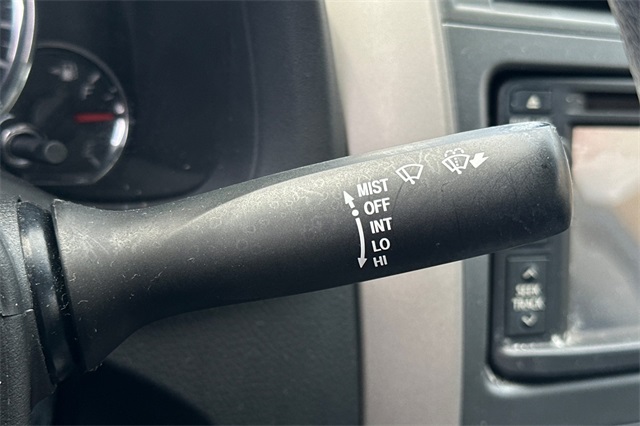 MIST
OFF
INT
LO
HI
SEEK
TRACK